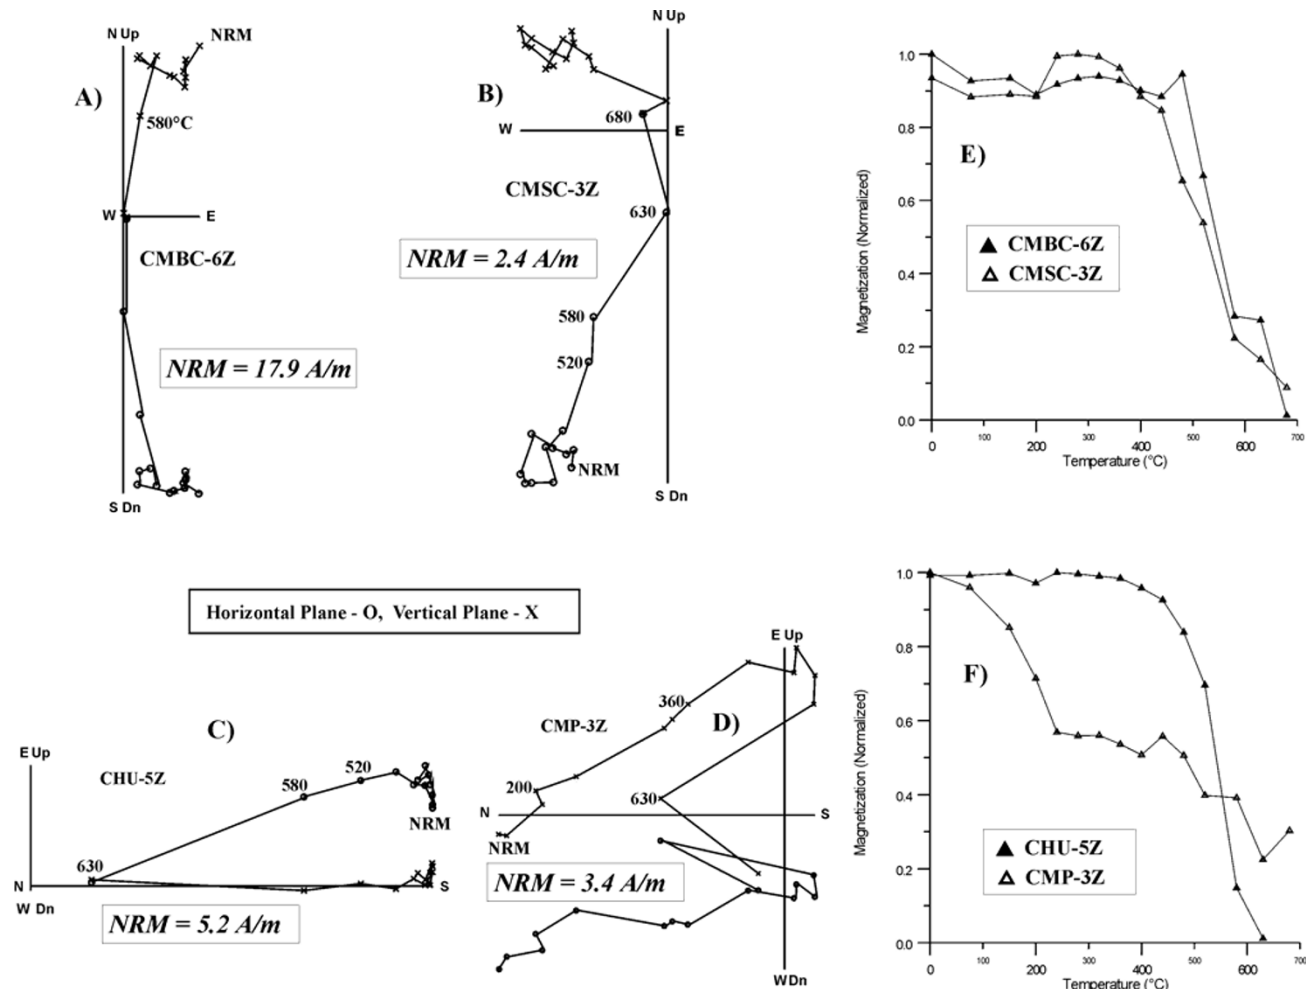 N Up
NRM
A)
580°C
W
E
CMBC-6Z
NRM = 17.9 A/m
S Dn
N Up
B)
680
W
E
CMSC-3Z
630
NRM = 2.4 A/m
580
520
NRM
S Dn
1.0
0.8
0.6
0.4
0.2
0.0
Magnetization (Normalized)
E)
CMBC-6Z
CMSC-3Z
0
100
200
300
400
500
600
700
Temperature (°C)
Horizontal Plane - O, Vertical Plane - X
C)
E Up
CHU-5Z
580
520
NRM
630
N
S
W Dn
NRM = 5.2 A/m
E Up
360
D)
CMP-3Z
200
630
N
S
NRM
NRM = 3.4 A/m
W Dn
1.0
0.8
0.6
0.4
0.2
0.0
Magnetization (Normalized)
F)
CHU-5Z
CMP-3Z
0
100
200
300
400
500
600
700
Temperature (°C)